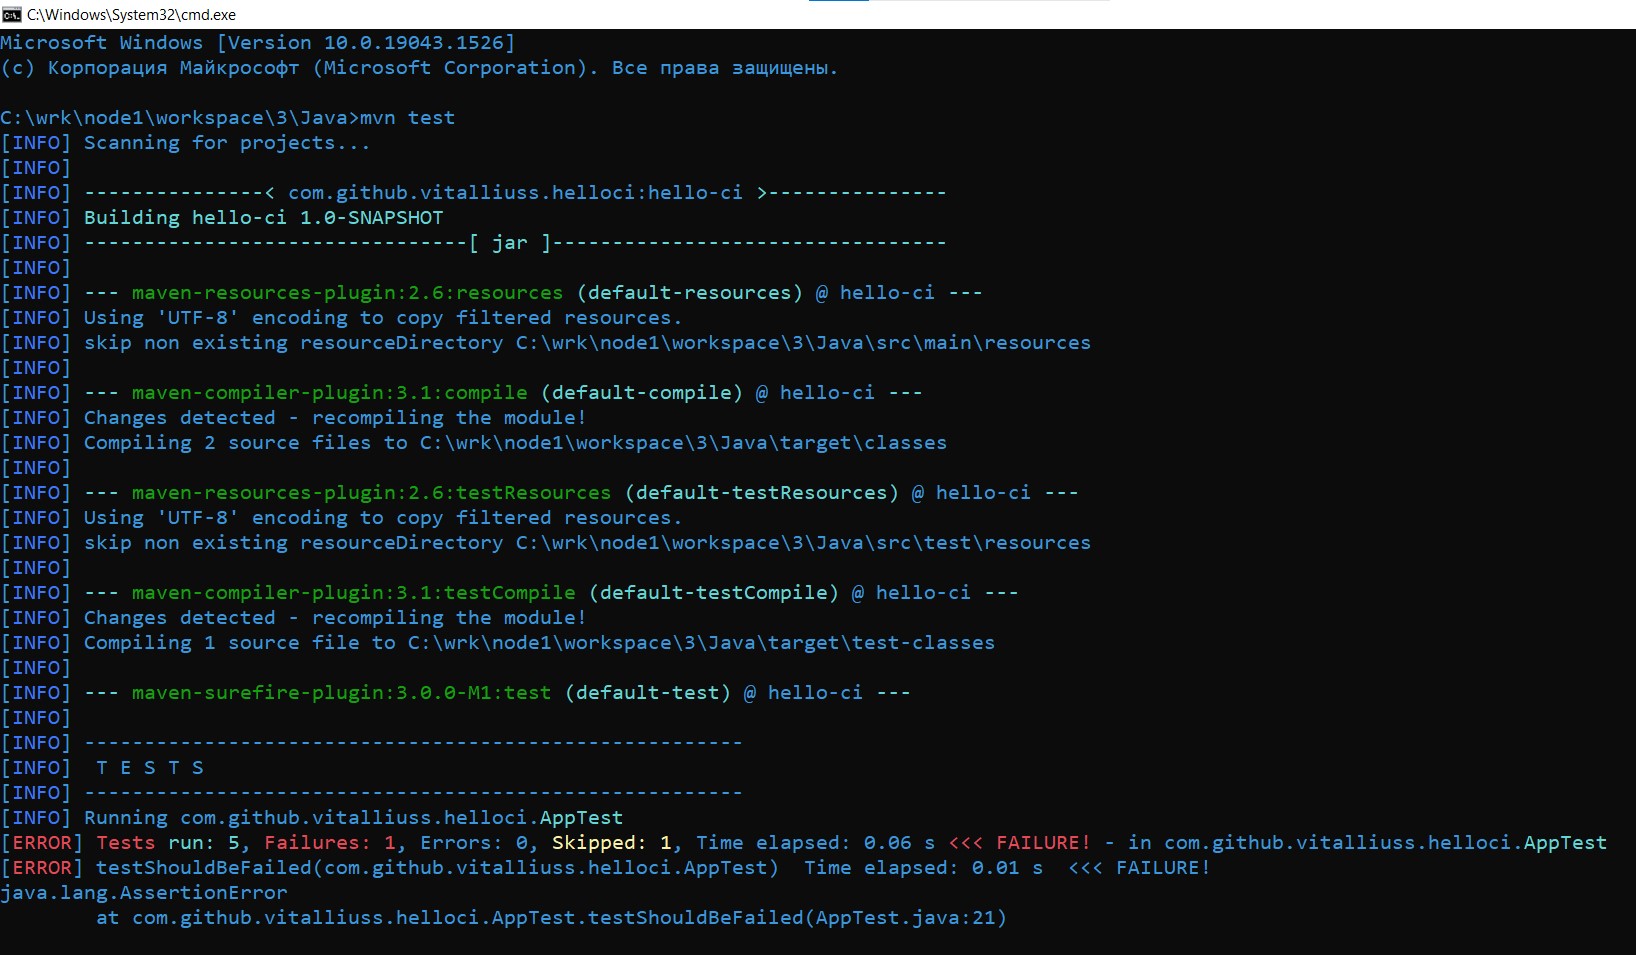 C:\Windows\System32\cmd.exe
Microsoft Windows [Version 10.0.19043.1526]
(c) Корпорация Майкрософт (Microsoft Corporation). Все права защищены.
C:\wrk\node1\workspace\3\Java>mvn test
[INFO] Scanning for projects...
[INFO]
[INFO] ---------------< com.github.vitalliuss.helloci:hello-ci >---------------
[INFO] Building hello-ci 1.0-SNAPSHOT
[INFO] --------------------------------[ jar ]---------------------------------
[INFO]
[INFO] --- maven-resources-plugin:2.6:resources (default-resources) @ hello-ci ---
[INFO] Using 'UTF-8' encoding to copy filtered resources.
[INFO] skip non existing resourceDirectory C:\wrk\node1\workspace\3\Java\src\main\resources
[INFO]
[INFO] --- maven-compiler-plugin:3.1:compile (default-compile) @ hello-ci ---
[INFO] Changes detected - recompiling the module!
[INFO] Compiling 2 source files to C:\wrk\node1\workspace\3\Java\target\classes
[INFO]
[INFO] --- maven-resources-plugin:2.6:testResources (default-testResources) @ hello-ci ---
[INFO] Using 'UTF-8' encoding to copy filtered resources.
[INFO] skip non existing resourceDirectory C:\wrk\node1\workspace\3\Java\src\test\resources
[INFO]
[INFO] --- maven-compiler-plugin:3.1:testCompile (default-testCompile) @ hello-ci ---
[INFO] Changes detected - recompiling the module!
[INFO] Compiling 1 source file to C:\wrk\node1\workspace\3\Java\target\test-classes
[INFO]
[INFO] --- maven-surefire-plugin:3.0.0-M1:test (default-test) @ hello-ci ---
[INFO]
[INFO] -------------------------------------------------------
[INFO]  T E S T S
[INFO] -------------------------------------------------------
[INFO] Running com.github.vitalliuss.helloci.AppTest
[ERROR] Tests run: 5, Failures: 1, Errors: 0, Skipped: 1, Time elapsed: 0.06 s <<< FAILURE! - in com.github.vitalliuss.helloci.AppTest
[ERROR] testShouldBeFailed(com.github.vitalliuss.helloci.AppTest)  Time elapsed: 0.01 s  <<< FAILURE!
java.lang.AssertionError
        at com.github.vitalliuss.helloci.AppTest.testShouldBeFailed(AppTest.java:21)